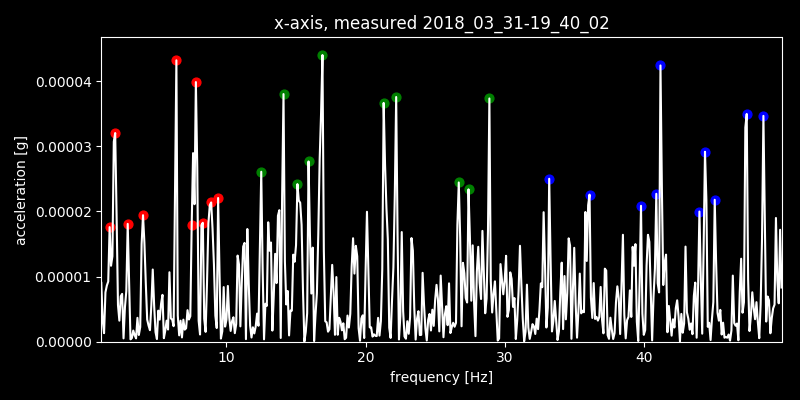 x-axis, measured 2018_03_31-19_40_02
acceleration [g]
0.00004
0.00003
0.00002
0.00001
0.00000
10 20 30 40
frequency [Hz]